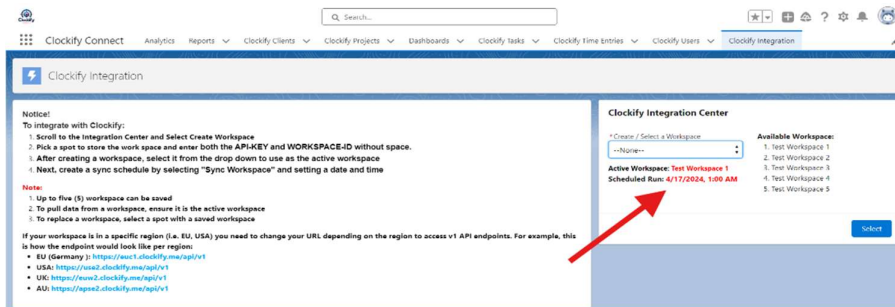 Clockify
Search...
Clockify Connect
Analytics
Reports
Clockify Clients
Clockify Projects
Dashboards
Clockify Tasks
Clockify Time Entries
Clockify Users
Clockify Integration
Clockify Integration
Notice!
To integrate with Clockify:
1. Scroll to the Integration Center and Select Create Workspace
2. Pick a spot to store the work space and enter both the API-KEY and WORKSPACE-ID without space.
3. After creating a workspace, select it from the drop down to use as the active workspace
4. Next, create a sync schedule by selecting "Sync Workspace" and setting a date and time
Note:
1. Up to five (5) workspace can be saved
2. To pull data from a workspace, ensure it is the active workspace
3. To replace a workspace, select a spot with a saved workspace
If your workspace is in a specific region (i.e. EU, USA) you need to change your URL depending on the region to access v1 API endpoints. For example, this
is how the endpoint would look like per region:
• EU (Germany ): https://euc1.clockify.me/api/v1
• USA: https://use2.clockify.me/api/v1
• UK: https://euw2.clockify.me/api/v1
• AU: https://apse2.clockify.me/api/v1
Clockify Integration Center
* Create / Select a Workspace
--None--
Active Workspace: Test Workspace 1
Scheduled Run: 4/17/2024, 1:00 AM
Available Workspace:
1. Test Workspace 1
2. Test Workspace 2
3. Test Workspace 3
4. Test Workspace 4
5. Test Workspace 5
Select